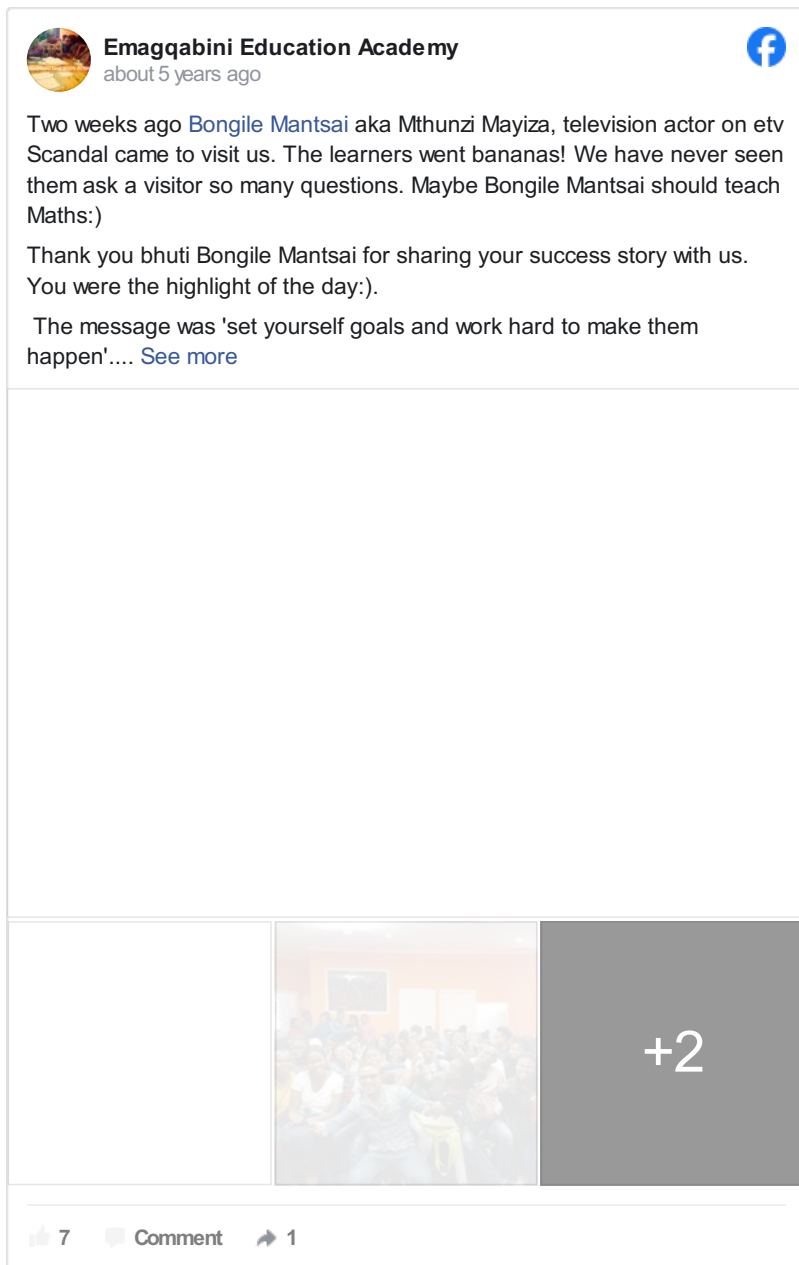 Emagqabini Education Academy
about 5 years ago
Two weeks ago Bongile Mantsai aka Mthunzi Mayiza, television actor on etv
Scandal came to visit us. The learners went bananas! We have never seen
them ask a visitor so many questions. Maybe Bongile Mantsai should teach
Maths:)
Thank you bhuti Bongile Mantsai for sharing your success story with us.
You were the highlight of the day:).
The message was 'set yourself goals and work hard to make them
happen'.... See more
+2
7 Comment 1